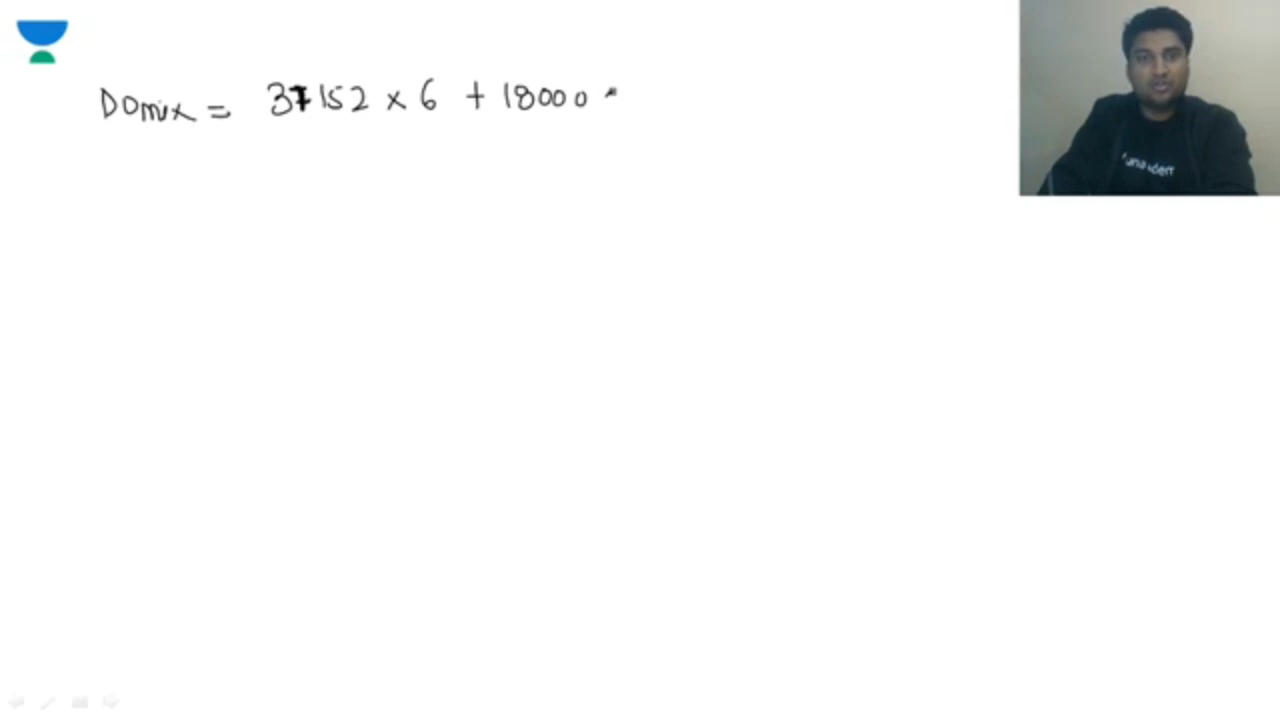 DOmix = 37152 × 6 + 18000